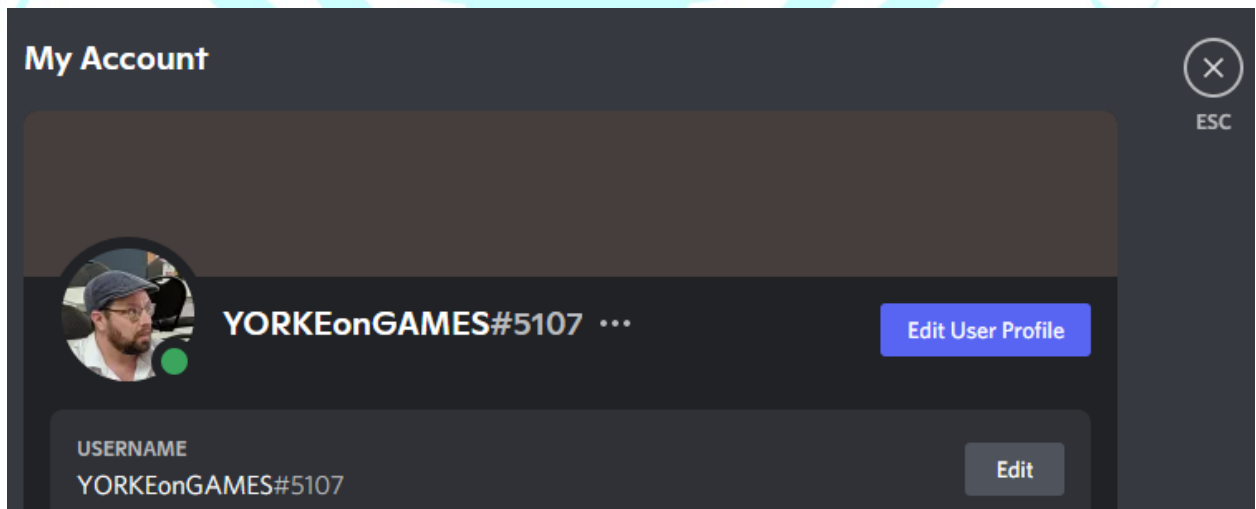 My Account
ESC
YORKEonGAMES#5107
Edit User Profile
USERNAME
YORKEonGAMES#5107
Edit